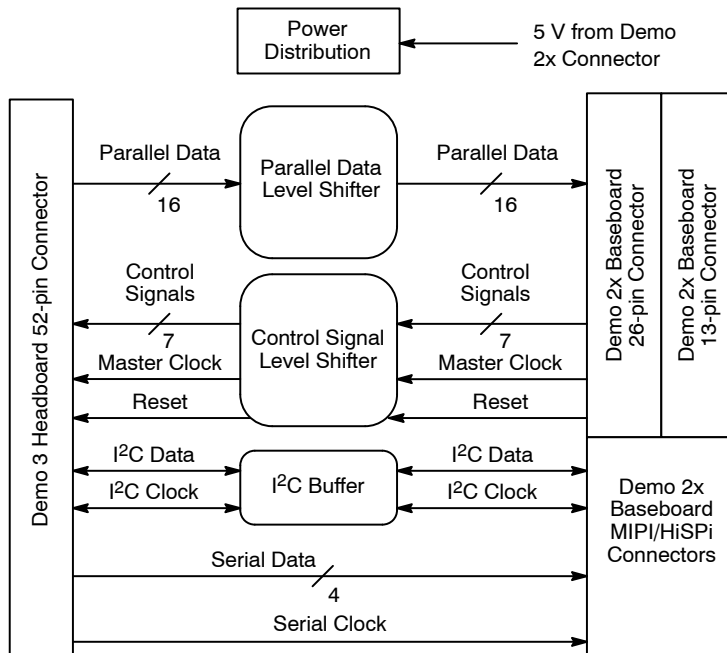 Power
Distribution
5 V from Demo
2x Connector
Demo 3 Headboard 52-pin Connector
Parallel Data
16
Parallel Data
Level Shifter
Parallel Data
16
Control
Signals
7
Master Clock
Reset
Control Signal
Level Shifter
Control
Signals
7
Master Clock
Reset
I²C Data
I²C Clock
I²C Buffer
I²C Data
I²C Clock
Serial Data
4
Serial Clock
Demo 2x Baseboard
26-pin Connector
Demo 2x Baseboard
13-pin Connector
Demo 2x
Baseboard
MIPI/HiSPi
Connectors